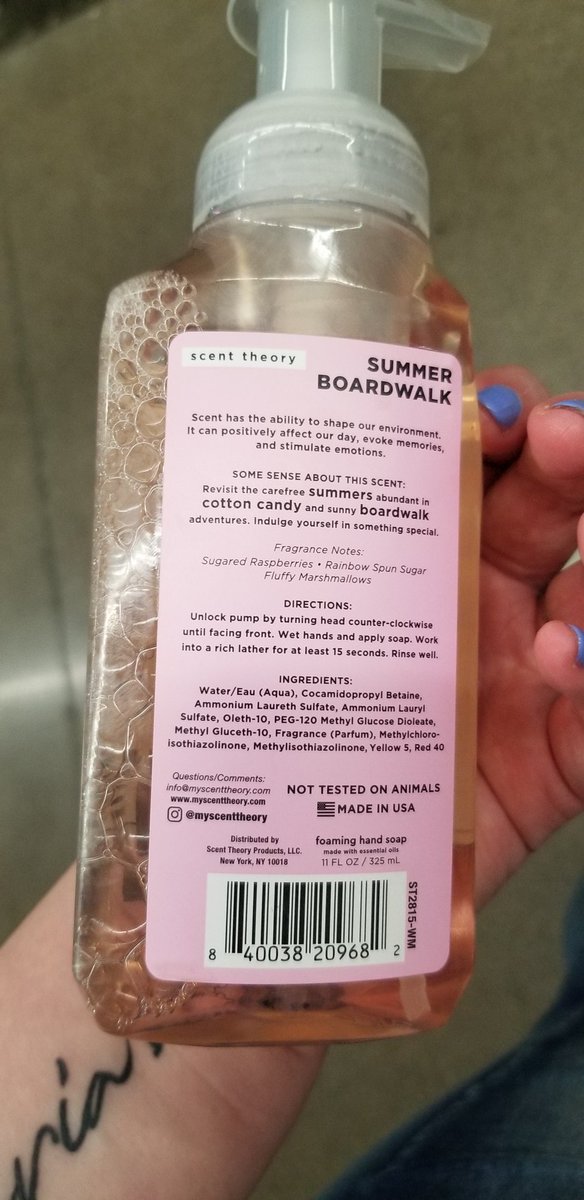 scent theory
SUMMER
BOARDWALK
Scent has the ability to shape our environment.
It can positively affect our day, evoke memories,
and stimulate emotions.
SOME SENSE ABOUT THIS SCENT:
Revisit the carefree summers abundant in
cotton candy and sunny boardwalk
adventures. Indulge yourself in something special.
Fragrance Notes:
Sugared Raspberries • Rainbow Spun Sugar
Fluffy Marshmallows
DIRECTIONS:
Unlock pump by turning head counter-clockwise
until facing front. Wet hands and apply soap. Work
into a rich lather for at least 15 seconds. Rinse well.
INGREDIENTS:
Water/Eau (Aqua), Cocamidopropyl Betaine,
Ammonium Laureth Sulfate, Ammonium Lauryl
Sulfate, Oleth-10, PEG-120 Methyl Glucose Dioleate,
Methyl Gluceth-10, Fragrance (Parfum), Methylchloro-
isothiazolinone, Methylisothiazolinone, Yellow 5, Red 40
Questions/Comments:
info@myscenttheory.com
www.myscenttheory.com
@myscenttheory
NOT TESTED ON ANIMALS
MADE IN USA
Distributed by
Scent Theory Products, LLC.
New York, NY 10018
foaming hand soap
made with essential oils
11 FL OZ / 325 mL
8 40038 20968 2
ST2815-WM